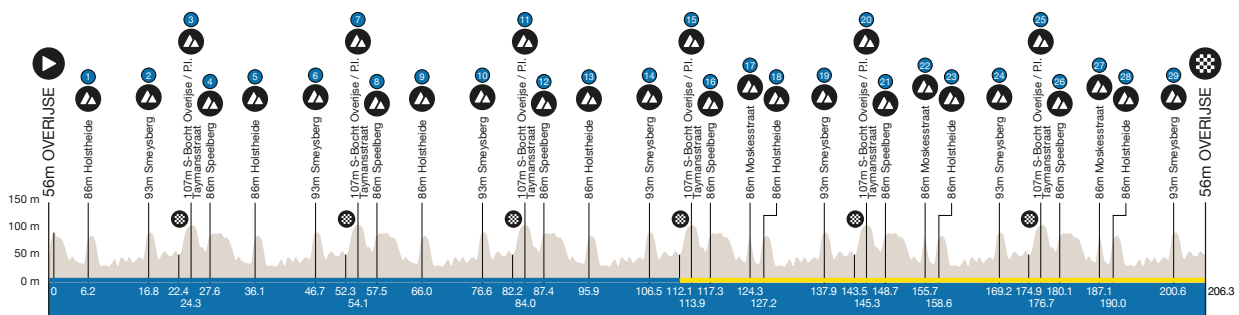 3 7 11 15 20 25
1 2 4 5 6 8 9 10 12 13 14 16 17 18 19 21 22 23 24 26 27 28 29
56m OVERIJSE
86m Holstheide
93m Smeysberg
107m S-Bocht Overijse / P.I.
Taymansstraat
86m Speelberg
86m Holstheide
93m Smeysberg
107m S-Bocht Overijse / P.I.
Taymansstraat
86m Speelberg
86m Holstheide
93m Smeysberg
107m S-Bocht Overijse / P.I.
Taymansstraat
86m Speelberg
86m Holstheide
93m Smeysberg
107m S-Bocht Overijse / P.I.
Taymansstraat
86m Speelberg
86m Moskesstraat
86m Holstheide
93m Smeysberg
107m S-Bocht Overijse / P.I.
Taymansstraat
86m Speelberg
86m Moskesstraat
86m Holstheide
93m Smeysberg
107m S-Bocht Overijse / P.I.
Taymansstraat
86m Speelberg
86m Moskesstraat
86m Holstheide
93m Smeysberg
56m OVERIJSE
150 m
100 m
50 m
0 m
0 6.2 16.8 22.4 27.6 36.1 46.7 52.3 57.5 66.0 76.6 82.2 87.4 95.9 106.5 112.1 117.3 124.3 137.9 143.5 148.7 155.7 169.2 174.9 180.1 187.1 200.6 206.3
24.3 54.1 84.0 113.9 127.2 145.3 158.6 176.7 190.0